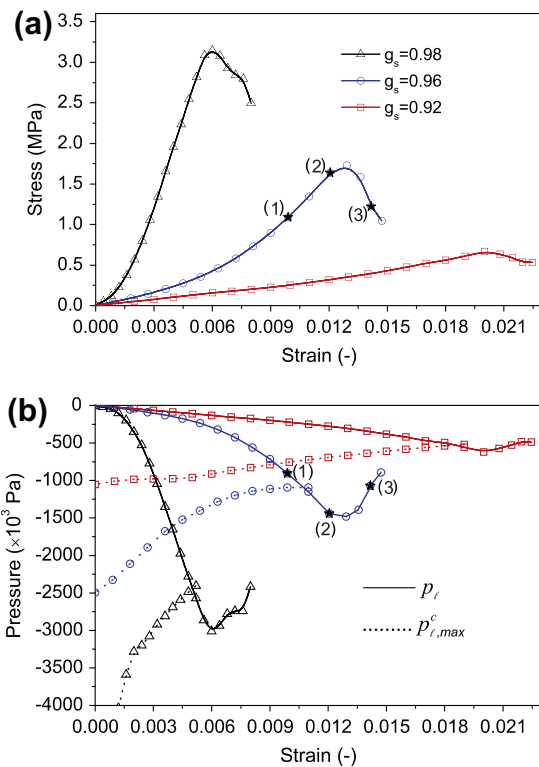 (a)
g_s=0.98
g_s=0.96
g_s=0.92
3.5
3.0
2.5
2.0
1.5
1.0
0.5
0.0
Stress (MPa)
(1)
(2)
(3)
0.000 0.003 0.006 0.009 0.012 0.015 0.018 0.021
Strain (-)
(b)
0
-500
-1000
-1500
-2000
-2500
-3000
-3500
-4000
Pressure (×10³ Pa)
(1)
(2)
(3)
p_ℓ
p^c_ℓ,max
0.000 0.003 0.006 0.009 0.012 0.015 0.018 0.021
Strain (-)